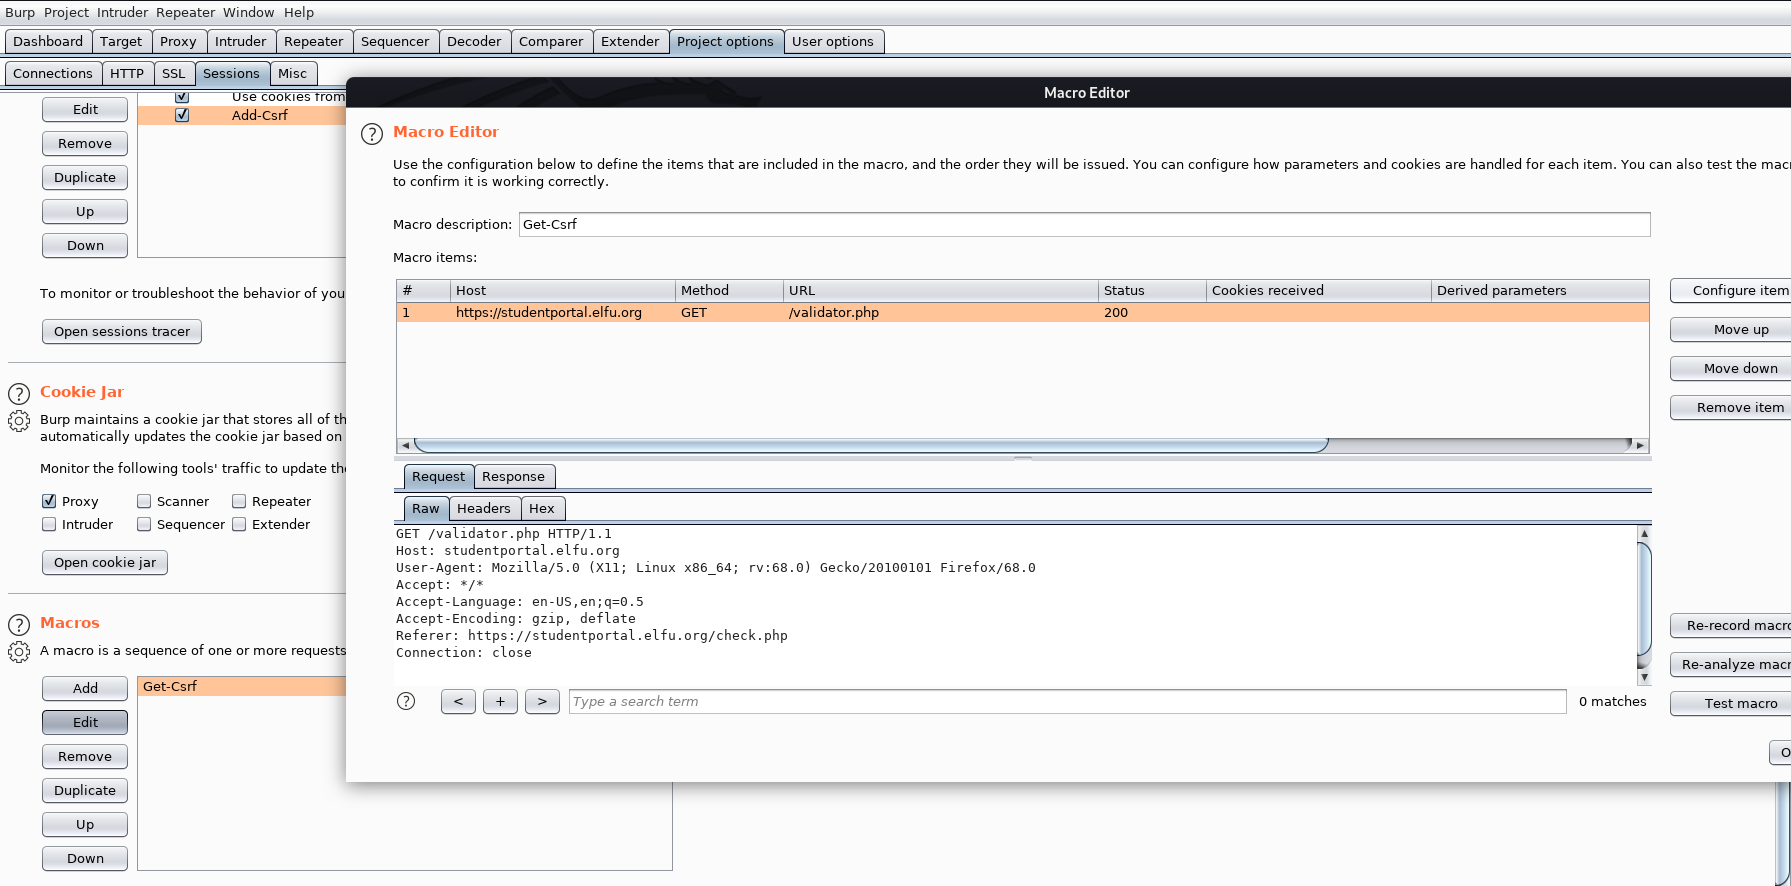 Burp Project Intruder Repeater Window Help
Dashboard Target Proxy Intruder Repeater Sequencer Decoder Comparer Extender Project options User options
Connections HTTP SSL Sessions Misc
Edit
Remove
Duplicate
Up
Down
Use cookies from
Add-Csrf
To monitor or troubleshoot the behavior of you
Open sessions tracer
Cookie Jar
Burp maintains a cookie jar that stores all of th
automatically updates the cookie jar based on
Monitor the following tools' traffic to update the
Proxy Scanner Repeater
Intruder Sequencer Extender
Open cookie jar
Macros
A macro is a sequence of one or more requests
Add
Edit
Remove
Duplicate
Up
Down
Get-Csrf
Macro Editor
Macro Editor
Use the configuration below to define the items that are included in the macro, and the order they will be issued. You can configure how parameters and cookies are handled for each item. You can also test the macr
to confirm it is working correctly.
Macro description: Get-Csrf
Macro items:
# Host Method URL Status Cookies received Derived parameters
1 https://studentportal.elfu.org GET /validator.php 200
Configure item
Move up
Move down
Remove item
Request Response
Raw Headers Hex
GET /validator.php HTTP/1.1
Host: studentportal.elfu.org
User-Agent: Mozilla/5.0 (X11; Linux x86_64; rv:68.0) Gecko/20100101 Firefox/68.0
Accept: */*
Accept-Language: en-US,en;q=0.5
Accept-Encoding: gzip, deflate
Referer: https://studentportal.elfu.org/check.php
Connection: close
? < + > Type a search term 0 matches
Re-record macro
Re-analyze macr
Test macro
O